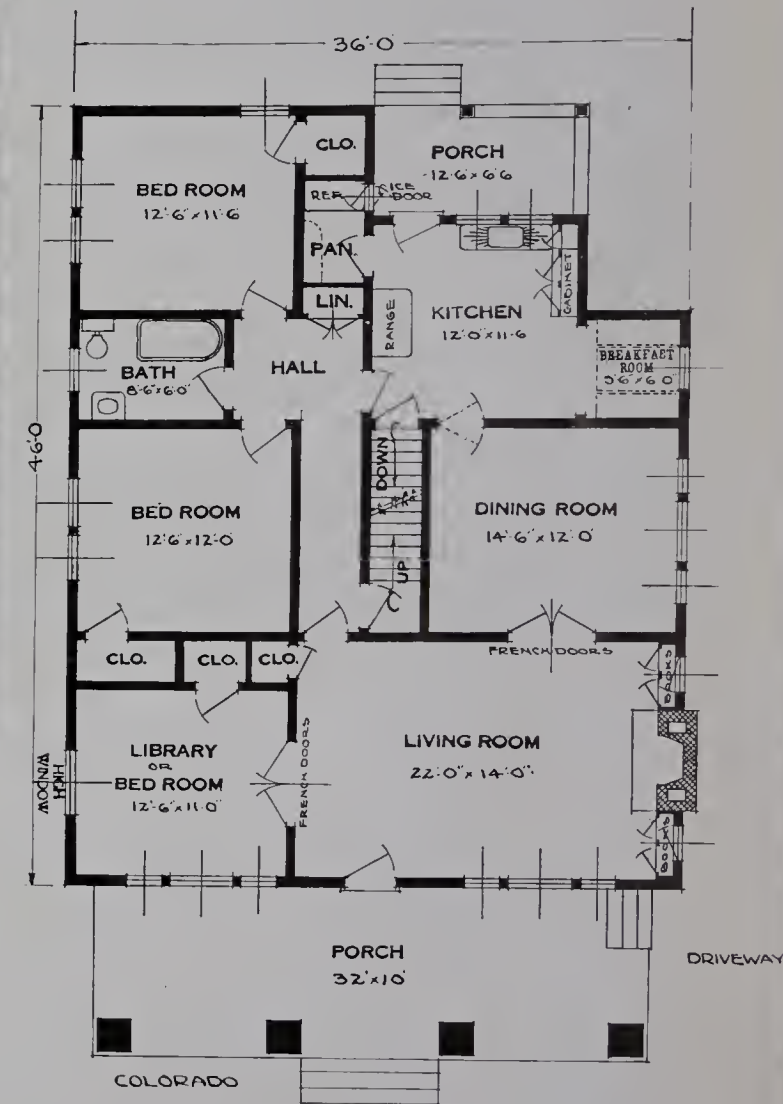 36'-0"
CLO.
PORCH
12'-6"x6'6
BED ROOM
12'-6"x11'-6
REF.
ICE
DOOR
PAN.
LIN.
KITCHEN
12'-0"x11'-6
RANGE
CABINET
BREAKFAST
ROOM
5'6"x6'0"
BATH
8'-6"x6'-0"
HALL
46'-0
BED ROOM
12'-6"x12'-0"
DOWN
UP
DINING ROOM
14'-6"x12'-0"
CLO.
CLO.
CLO.
FRENCH DOORS
BOOKS
LIBRARY
OR
BED ROOM
12'-6"x11'-0"
HIGH
WINDOW
FRENCH DOORS
LIVING ROOM
22'-0"x14'-0"
BOOKS
PORCH
32'x10'
DRIVEWAY
COLORADO